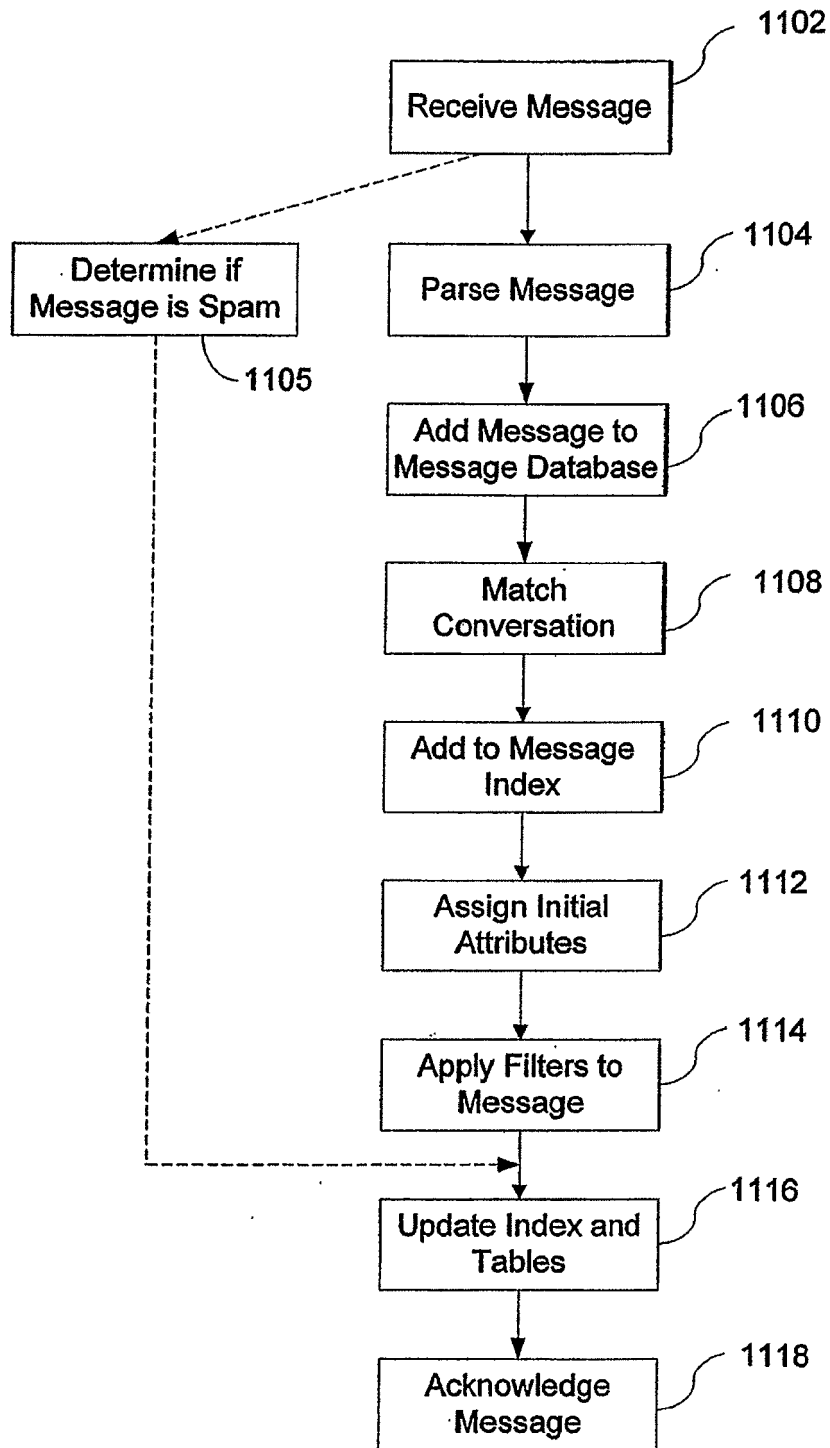 1102
Receive Message
1104
Determine if
Message is Spam
Parse Message
1105
1106
Add Message to
Message Database
1108
Match
Conversation
1110
Add to Message
Index
1112
Assign Initial
Attributes
1114
Apply Filters to
Message
1116
Update Index and
Tables
1118
Acknowledge
Message